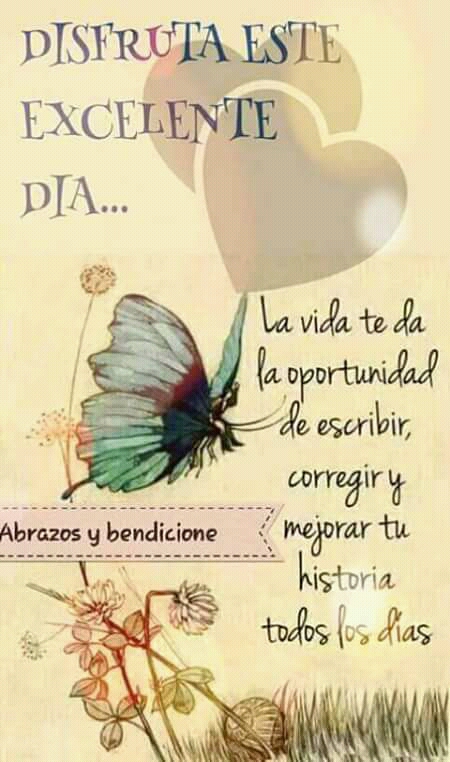 DISFRUTA ESTE
EXCELENTE
DIA...
La vida te da
la oportunidad
de escribir,
corregir y
mejorar tu
historia
todos los días
Abrazos y bendicione